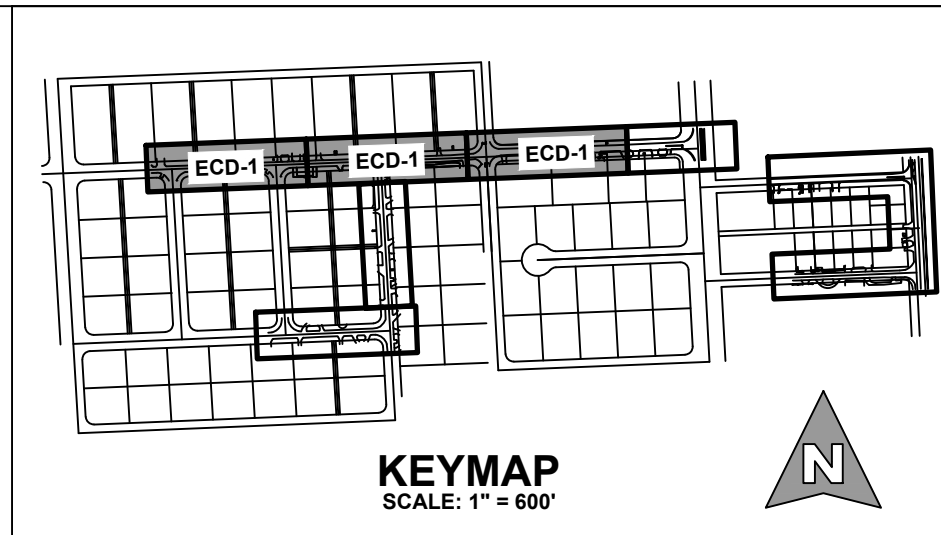 ECD-1
ECD-1
ECD-1
KEYMAP
SCALE: 1" = 600'
N